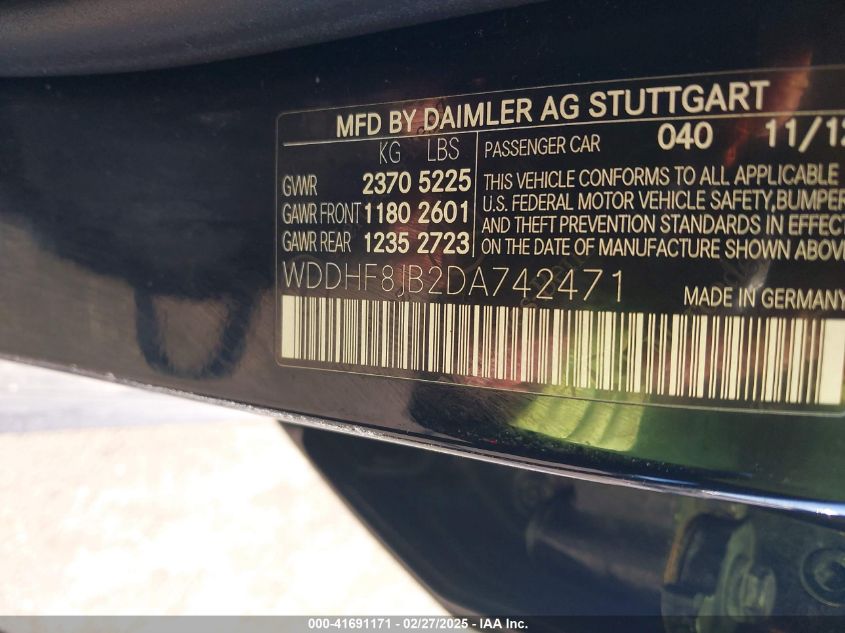 MFD BY DAIMLER AG STUTTGART
KG LBS
GVWR 2370 5225
GAWR FRONT 1180 2601
GAWR REAR 1235 2723
PASSENGER CAR 040 11/12
THIS VEHICLE CONFORMS TO ALL APPLICABLE
U.S. FEDERAL MOTOR VEHICLE SAFETY,BUMPER
AND THEFT PREVENTION STANDARDS IN EFFECT
ON THE DATE OF MANUFACTURE SHOWN ABOVE
WDDHF8JB2DA742471
MADE IN GERMANY
000-41691171 - 02/27/2025 - IAA Inc.